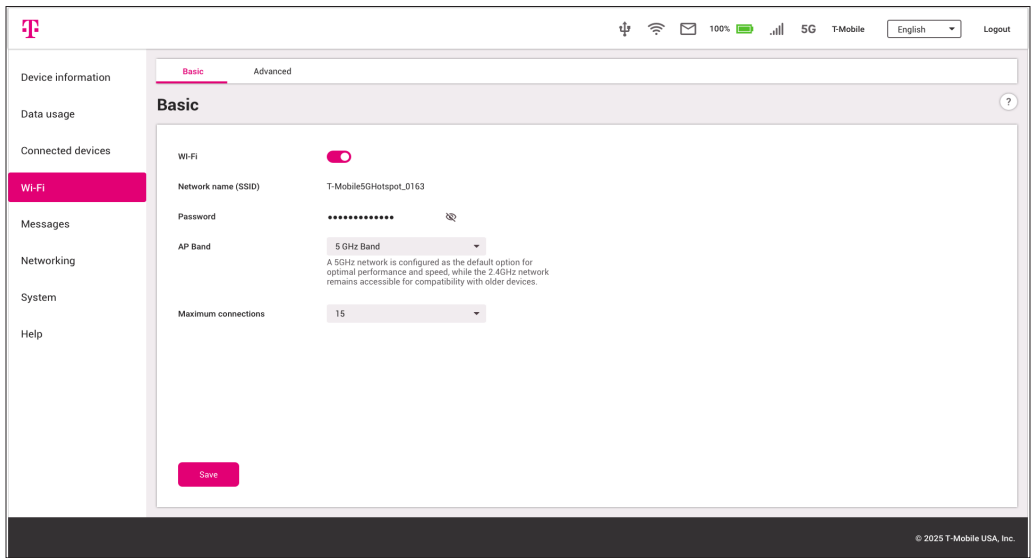 T
100%
5G
T-Mobile
English
Logout
Device information
Data usage
Connected devices
Wi-Fi
Messages
Networking
System
Help
Basic Advanced
Basic
?
Wi-Fi
Network name (SSID) T-Mobile5GHotspot_0163
Password •••••••••••••
AP Band 5 GHz Band
A 5GHz network is configured as the default option for
optimal performance and speed, while the 2.4GHz network
remains accessible for compatibility with older devices.
Maximum connections 15
Save
© 2025 T-Mobile USA, Inc.